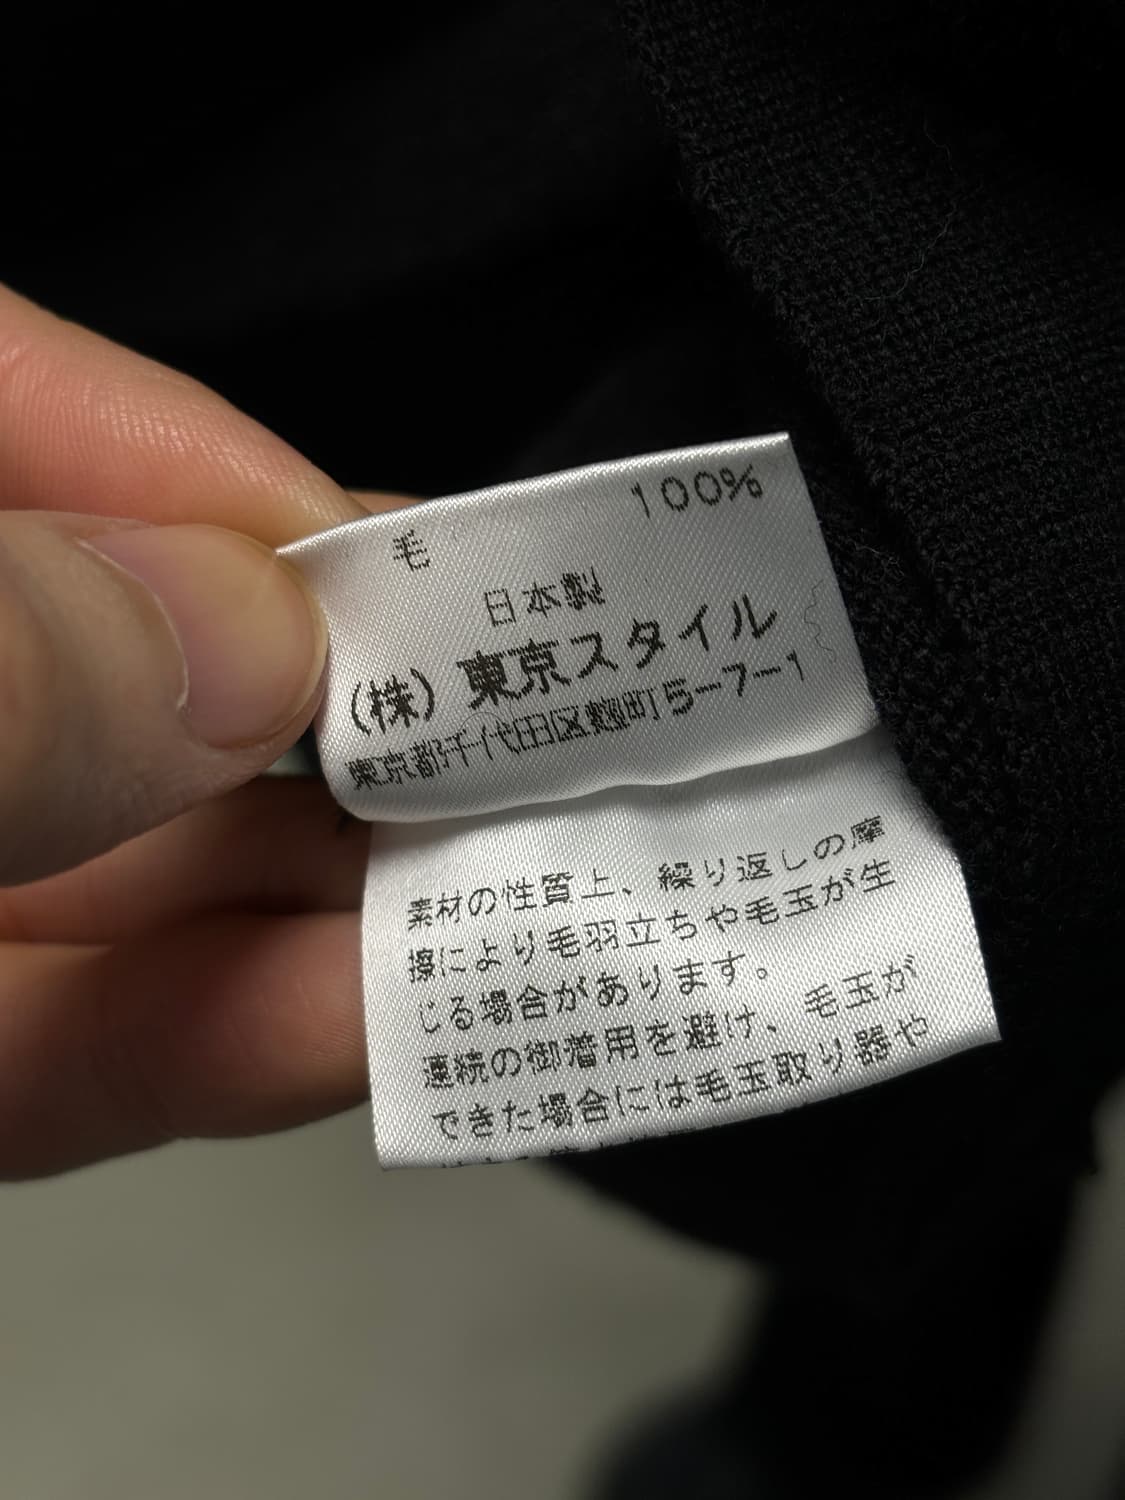 毛 100%
日本製
(株) 東京スタイル
東京都千代田区麹町5-7-1
素材の性質上、繰り返しの摩
擦により毛羽立ちや毛玉が生
じる場合があります。
連続の御着用を避け、毛玉が
できた場合には毛玉取り器や